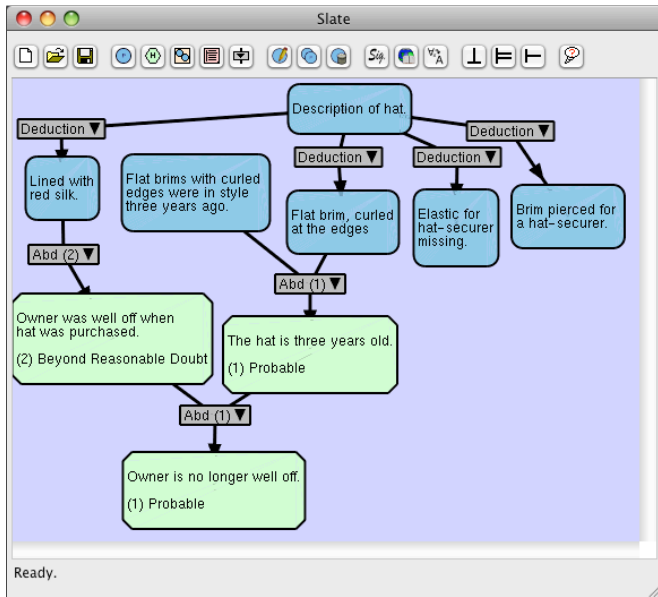 Slate
Sig.
Description of hat.
Deduction
Deduction
Deduction
Deduction
Lined with
red silk.
Flat brims with curled
edges were in style
three years ago.
Flat brim, curled
at the edges
Elastic for
hat-securer
missing.
Brim pierced for
a hat-securer.
Abd (2)
Abd (1)
Owner was well off when
hat was purchased.
(2) Beyond Reasonable Doubt
The hat is three years old.
(1) Probable
Abd (1)
Owner is no longer well off.
(1) Probable
Ready.